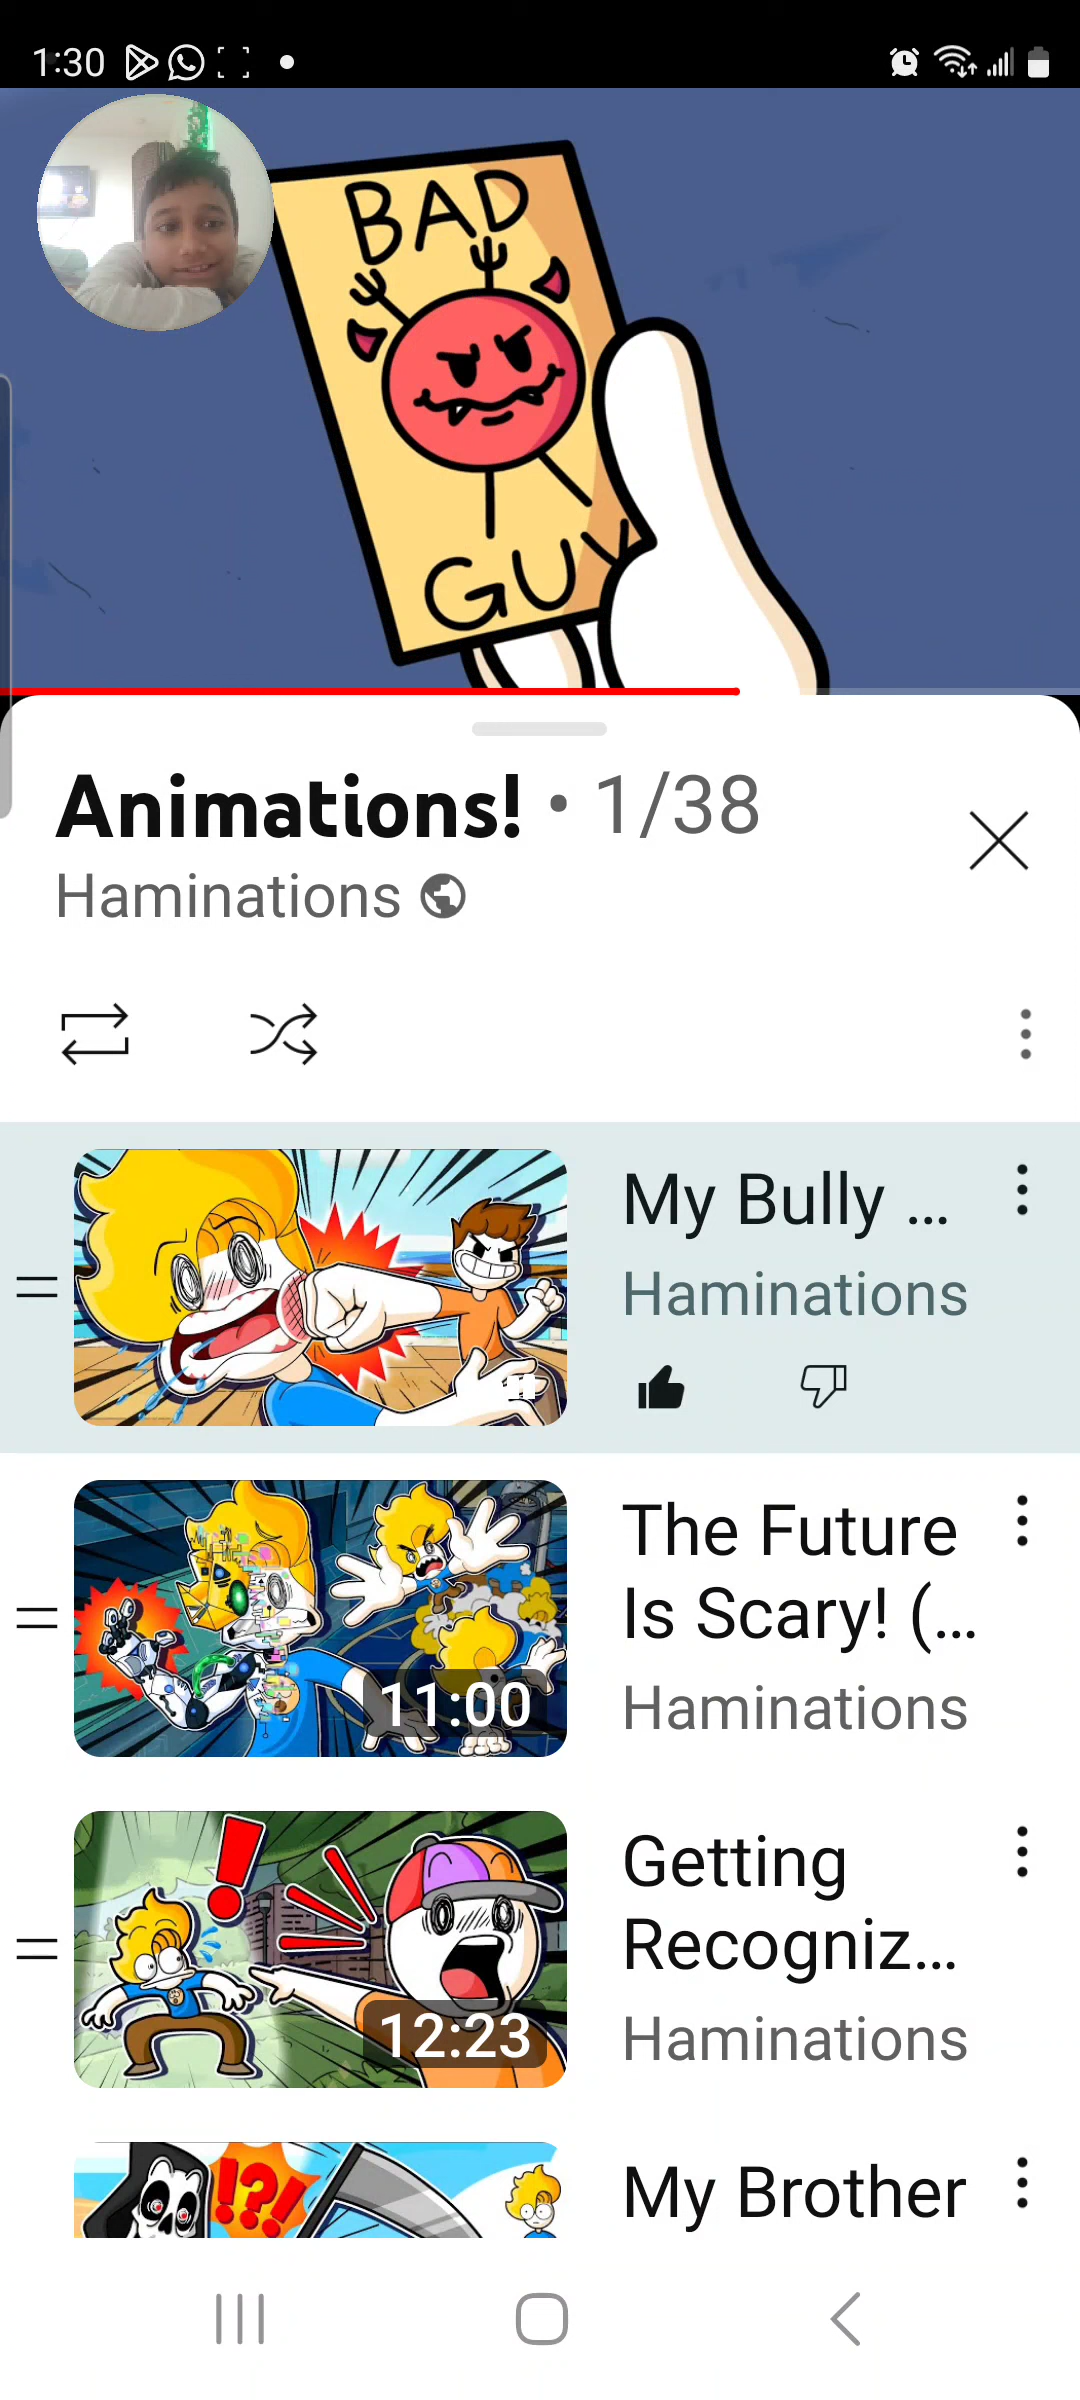 1:30
BAD
GUY
Animations! • 1/38
Haminations
My Bully ...
Haminations
The Future
Is Scary! (...
Haminations
11:00
Getting
Recogniz...
Haminations
12:23
!?!
My Brother